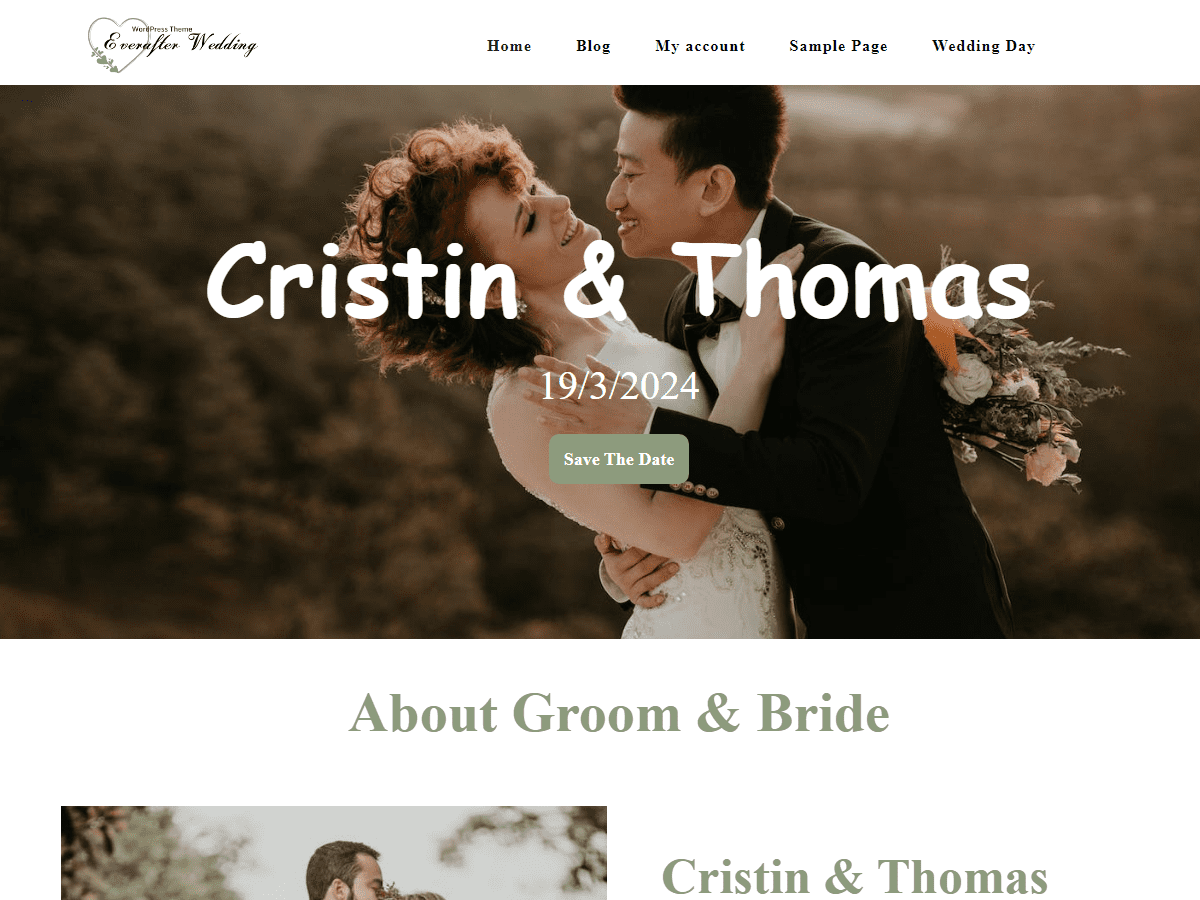 WordPress Theme
Everafter Wedding
Home Blog My account Sample Page Wedding Day
Cristin & Thomas
19/3/2024
Save The Date
About Groom & Bride
Cristin & Thomas